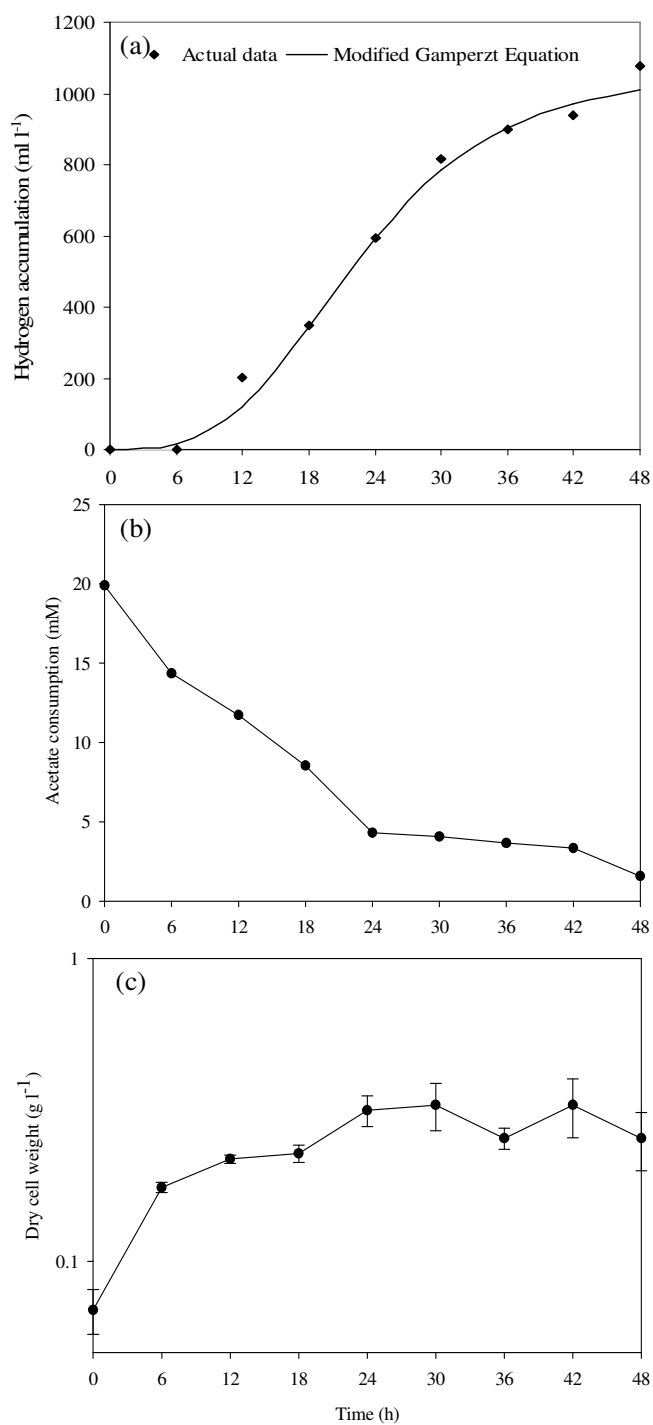 (a)
Actual data
Modified Gamperzt Equation
Hydrogen accumulation (ml l-1)
1200
1000
800
600
400
200
0
0 6 12 18 24 30 36 42 48
(b)
Acetate consumption (mM)
25
20
15
10
5
0
0 6 12 18 24 30 36 42 48
(c)
Dry cell weight (g l-1)
1
0.1
0 6 12 18 24 30 36 42 48
Time (h)